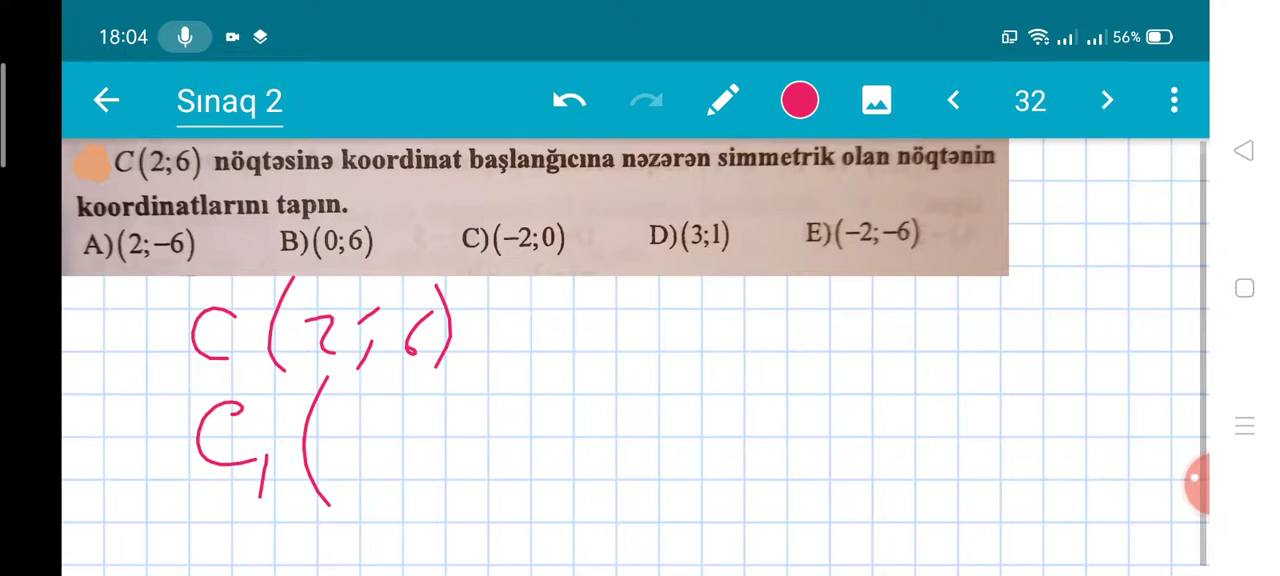 18:04 56%
Sınaq 2 32
C(2;6) nöqtəsinə koordinat başlanğıcına nəzərən simmetrik olan nöqtənin
koordinatlarını tapın.
A)(2;–6) B)(0;6) C)(–2;0) D)(3;1) E)(–2;–6)
C(2;6)
C₁(